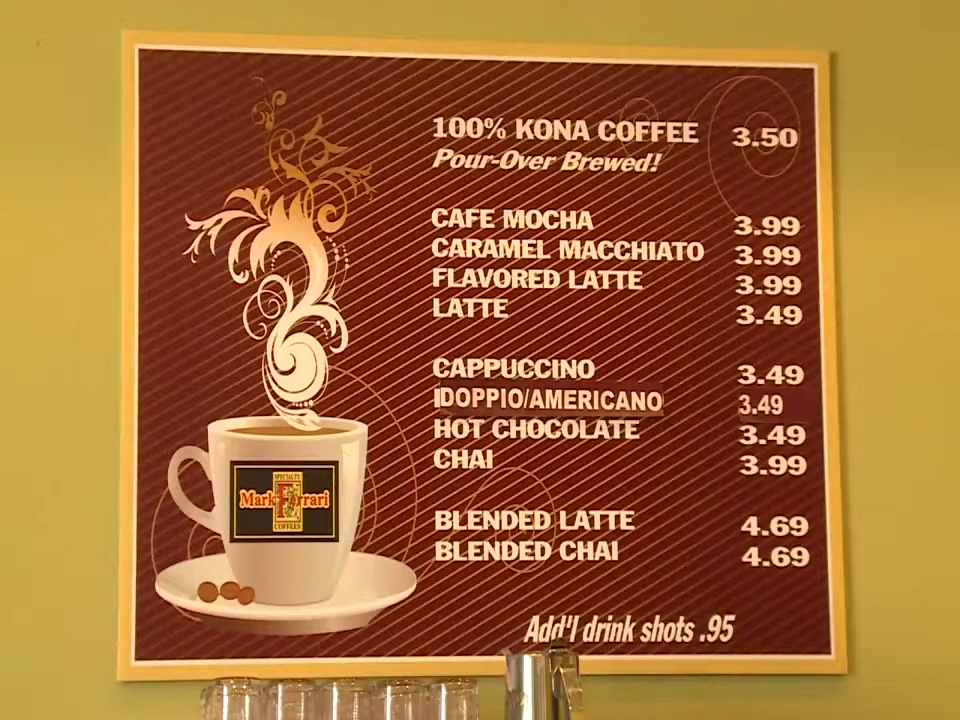 100% KONA COFFEE 3.50
Pour-Over Brewed!
CAFE MOCHA 3.99
CARAMEL MACCHIATO 3.99
FLAVORED LATTE 3.99
LATTE 3.49
CAPPUCCINO 3.49
DOPPIO/AMERICANO 3.49
HOT CHOCOLATE 3.49
CHAI 3.99
BLENDED LATTE 4.69
BLENDED CHAI 4.69
Add'l drink shots .95
SPECIALTY
Mark Ferrari
COFFEES